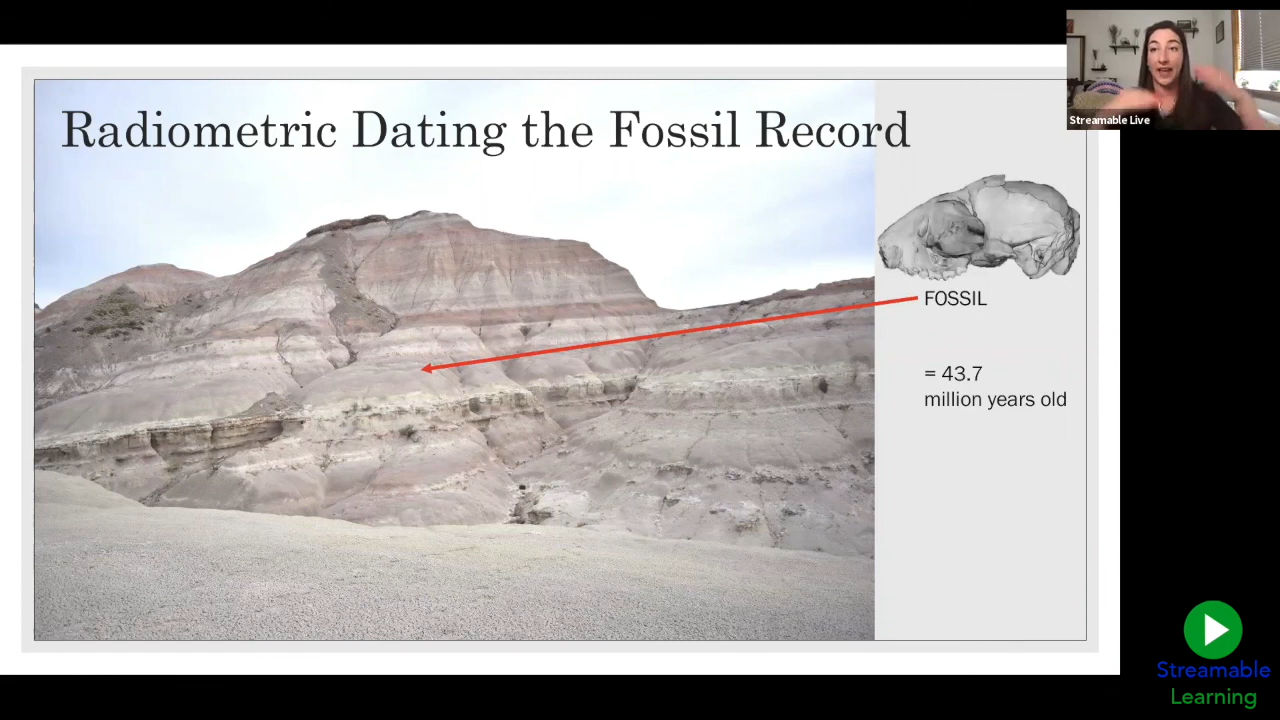 Radiometric Dating the Fossil Record
Streamable Live
FOSSIL
= 43.7
million years old
Streamable
Learning